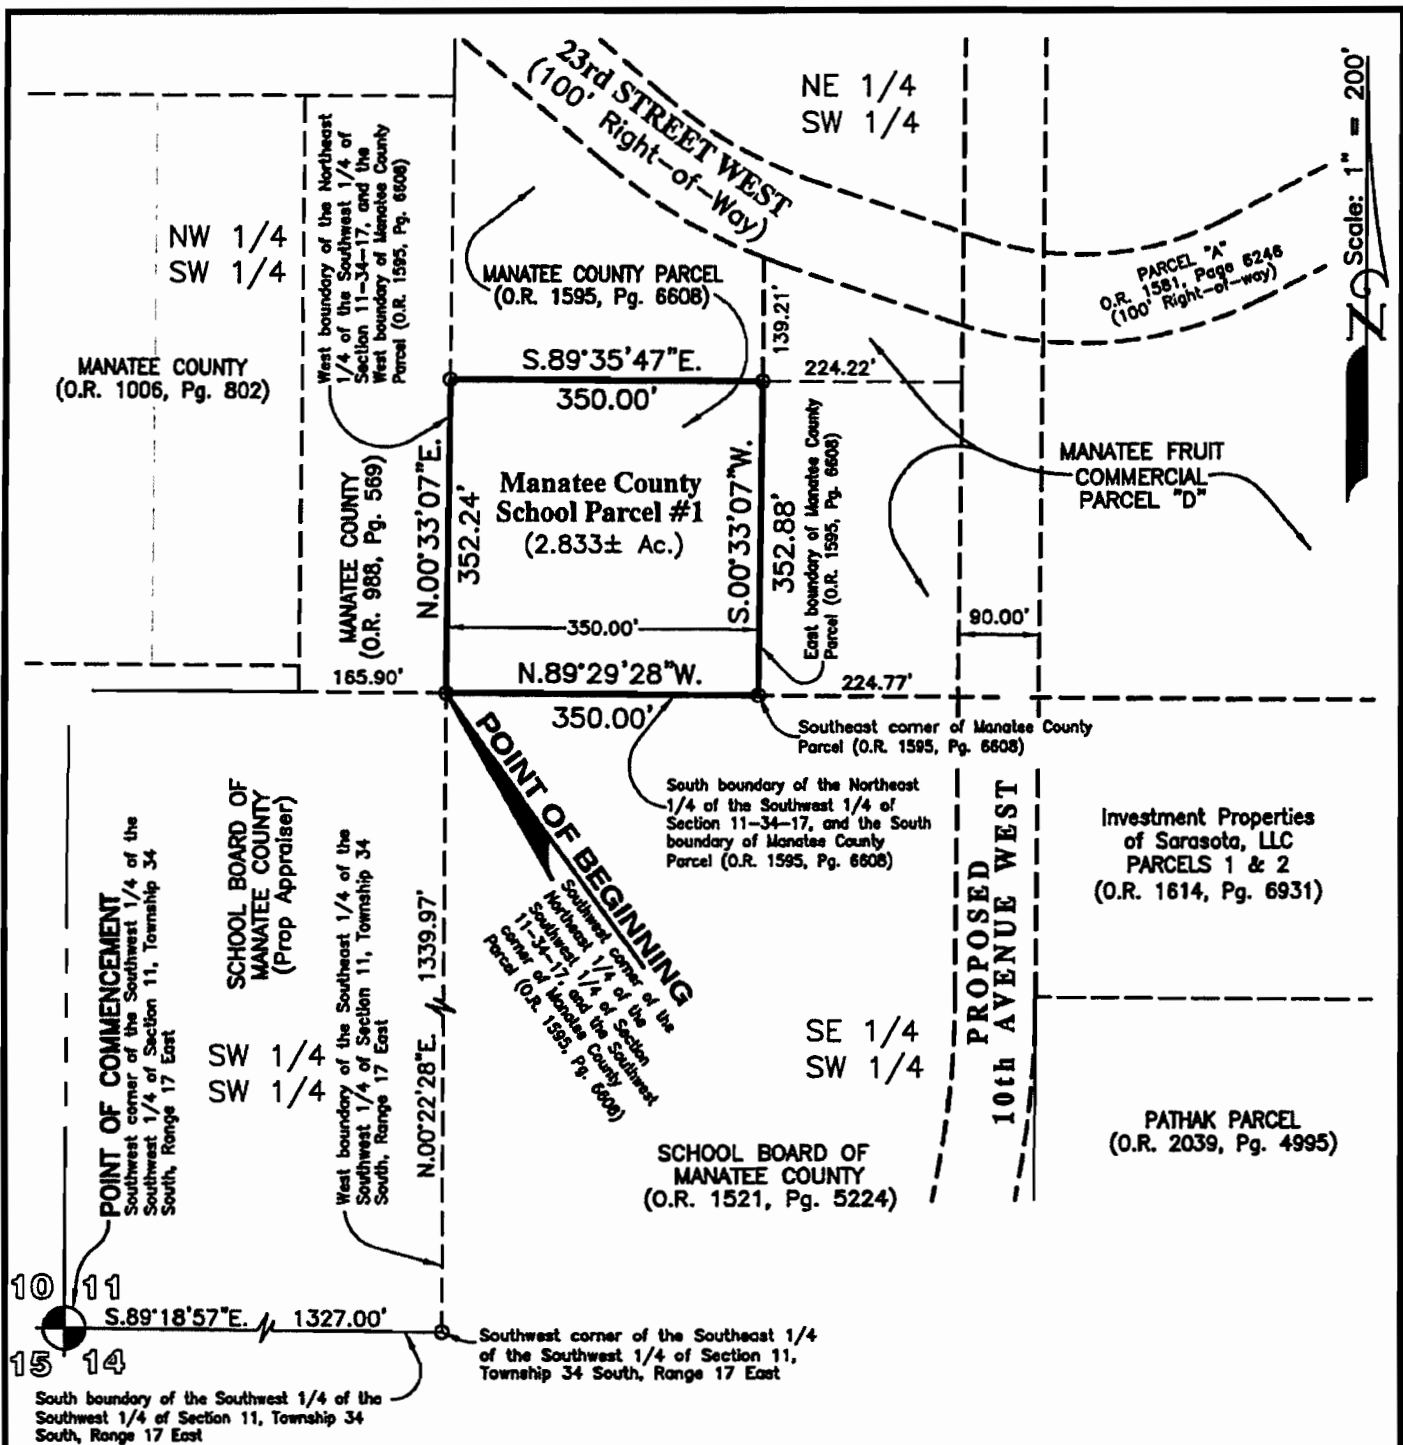 23rd STREET WEST
(100' Right-of-Way)
NE 1/4
SW 1/4
Scale: 1" = 200'
N
NW 1/4
SW 1/4
West boundary of the Northeast
1/4 of the Southwest 1/4 of
Section 11-34-17, and the
West boundary of Manatee County
Parcel (O.R. 1595, Pg. 6608)
MANATEE COUNTY PARCEL
(O.R. 1595, Pg. 6608)
139.21'
PARCEL "A"
O.R. 1581, Page 6246
(100' Right-of-way)
MANATEE COUNTY
(O.R. 1006, Pg. 802)
S.89°35'47"E.
350.00'
224.22'
MANATEE COUNTY
(O.R. 988, Pg. 569)
N.00°33'07"E.
352.24'
Manatee County
School Parcel #1
(2.833± Ac.)
S.00°33'07"W.
352.88'
East boundary of Manatee County
Parcel (O.R. 1595, Pg. 6608)
MANATEE FRUIT
COMMERCIAL
PARCEL "D"
350.00'
90.00'
165.90'
N.89°29'28"W.
350.00'
224.77'
Southeast corner of Manatee County
Parcel (O.R. 1595, Pg. 6608)
POINT OF BEGINNING
Southwest corner of the
Northeast 1/4 of the
Southwest 1/4 of Section
11-34-17, and the Southwest
corner of Manatee County
Parcel (O.R. 1595, Pg. 6608)
South boundary of the Northeast
1/4 of the Southwest 1/4 of
Section 11-34-17, and the South
boundary of Manatee County
Parcel (O.R. 1595, Pg. 6608)
PROPOSED
10th AVENUE WEST
Investment Properties
of Sarasota, LLC
PARCELS 1 & 2
(O.R. 1614, Pg. 6931)
POINT OF COMMENCEMENT
Southwest corner of the Southwest 1/4 of the
Southwest 1/4 of Section 11, Township 34
South, Range 17 East
SCHOOL BOARD OF
MANATEE COUNTY
(Prop Appraiser)
West boundary of the Southeast 1/4 of the
Southwest 1/4 of Section 11, Township 34
South, Range 17 East
N.00°22'28"E. 1339.97'
SW 1/4
SW 1/4
SE 1/4
SW 1/4
PATHAK PARCEL
(O.R. 2039, Pg. 4995)
SCHOOL BOARD OF
MANATEE COUNTY
(O.R. 1521, Pg. 5224)
10 11
S.89°18'57"E. 1327.00'
15 14
Southwest corner of the Southeast 1/4
of the Southwest 1/4 of Section 11,
Township 34 South, Range 17 East
South boundary of the Southwest 1/4 of the
Southwest 1/4 of Section 11, Township 34
South, Range 17 East